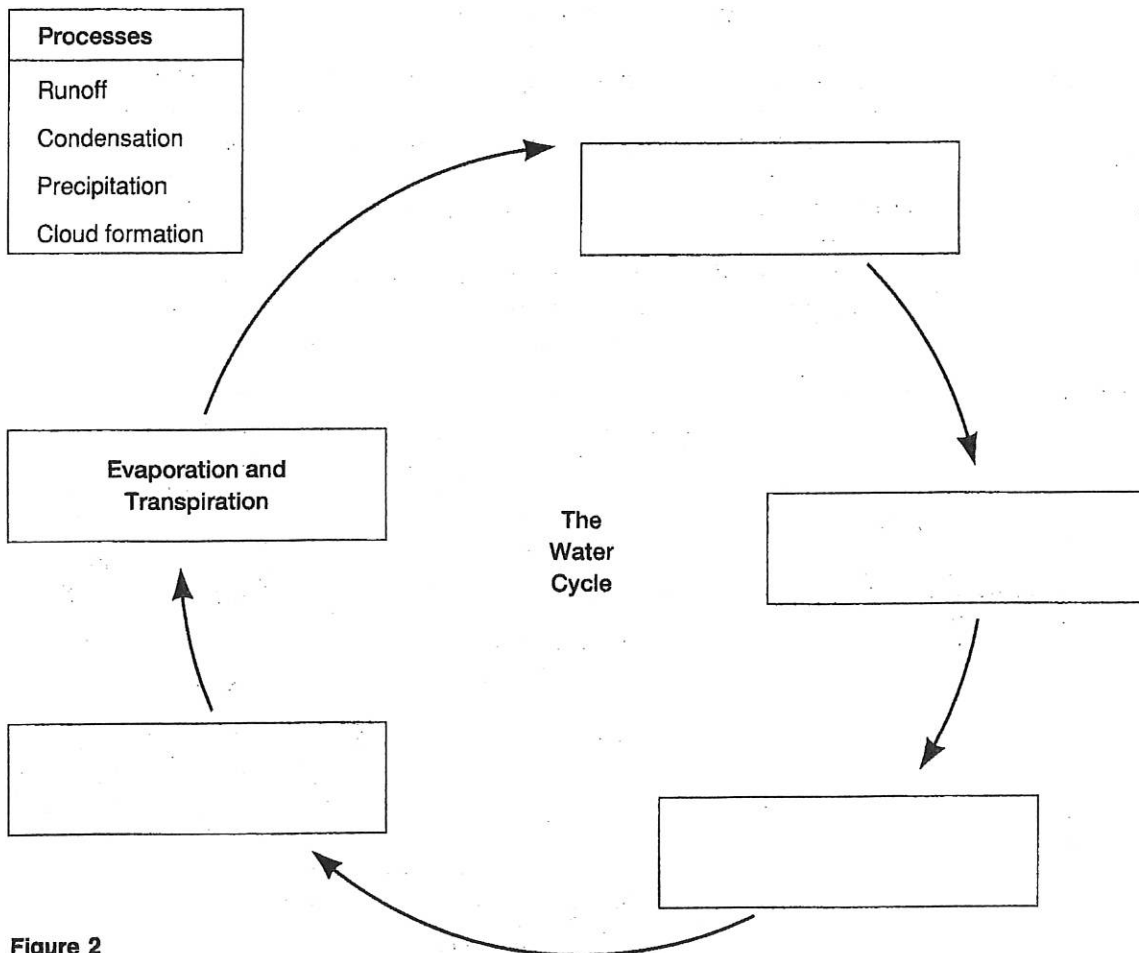 Processes
Runoff
Condensation
Precipitation
Cloud formation
Evaporation and
Transpiration
The
Water
Cycle
Figure 2